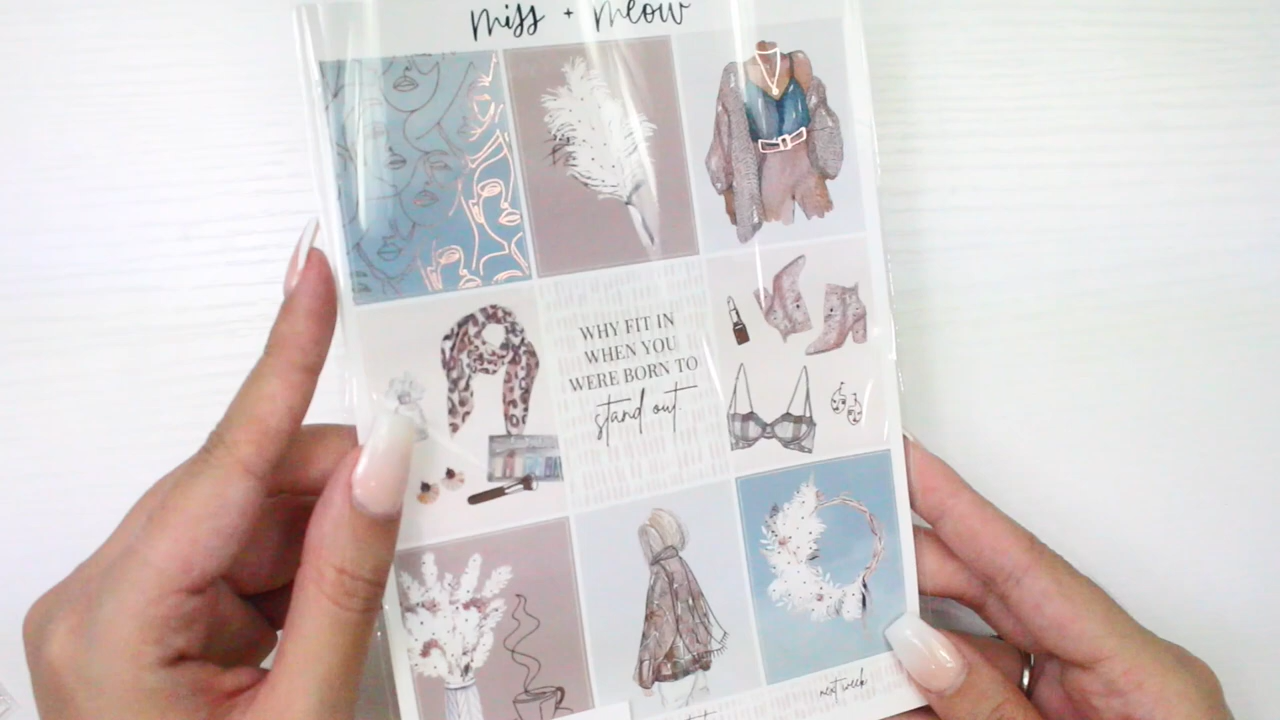 miss + meow
WHY FIT IN
WHEN YOU
WERE BORN TO
stand out.
next week